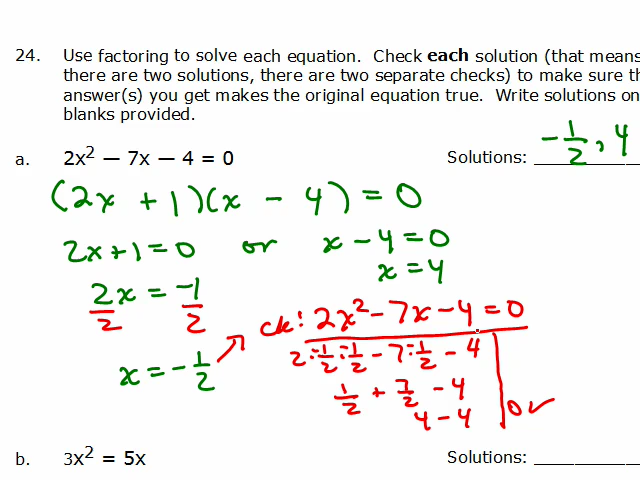 24. Use factoring to solve each equation. Check each solution (that means
there are two solutions, there are two separate checks) to make sure th
answer(s) you get makes the original equation true. Write solutions on
blanks provided.
a. 2x² − 7x − 4 = 0 Solutions: -1/2, 4
(2x + 1)(x - 4) = 0
2x+1=0 or x-4=0
x=4
2x/2 = -1/2
ck: 2x²-7x-4=0
x = -1/2
2·-1/2·-1/2 - 7·-1/2 - 4
1/2 + 7/2 - 4
4-4 | 0✓
b. 3x² = 5x Solutions: